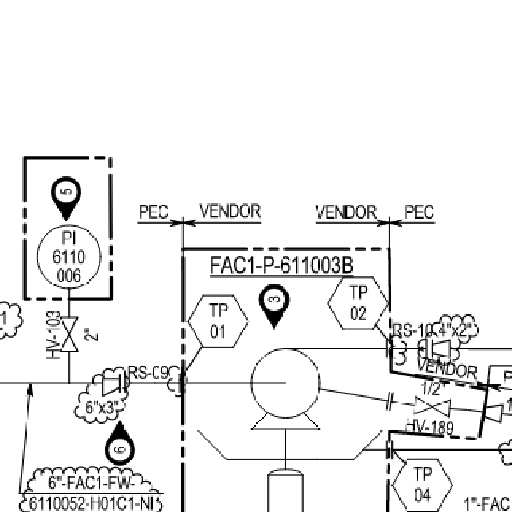 5
PEC VENDOR
VENDOR PEC
PI
6110
006
FAC1-P-611003B
3
TP
01
TP
02
1
HV-103
2"
RS-09
6"x3"
RS-10
4"x2"
VENDOR
1/2"
HV-189
6
6"-FAC1-FW-
6110052-H01C1-NI
TP
04
1"-FAC